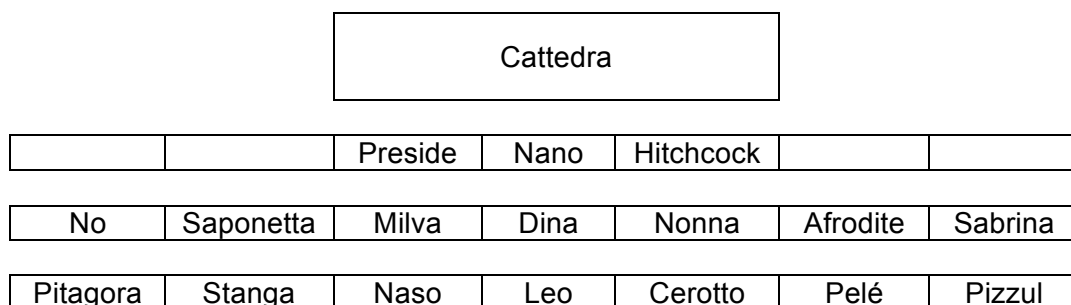 Cattedra
Preside Nano Hitchcock
No Saponetta Milva Dina Nonna Afrodite Sabrina
Pitagora Stanga Naso Leo Cerotto Pelé Pizzul